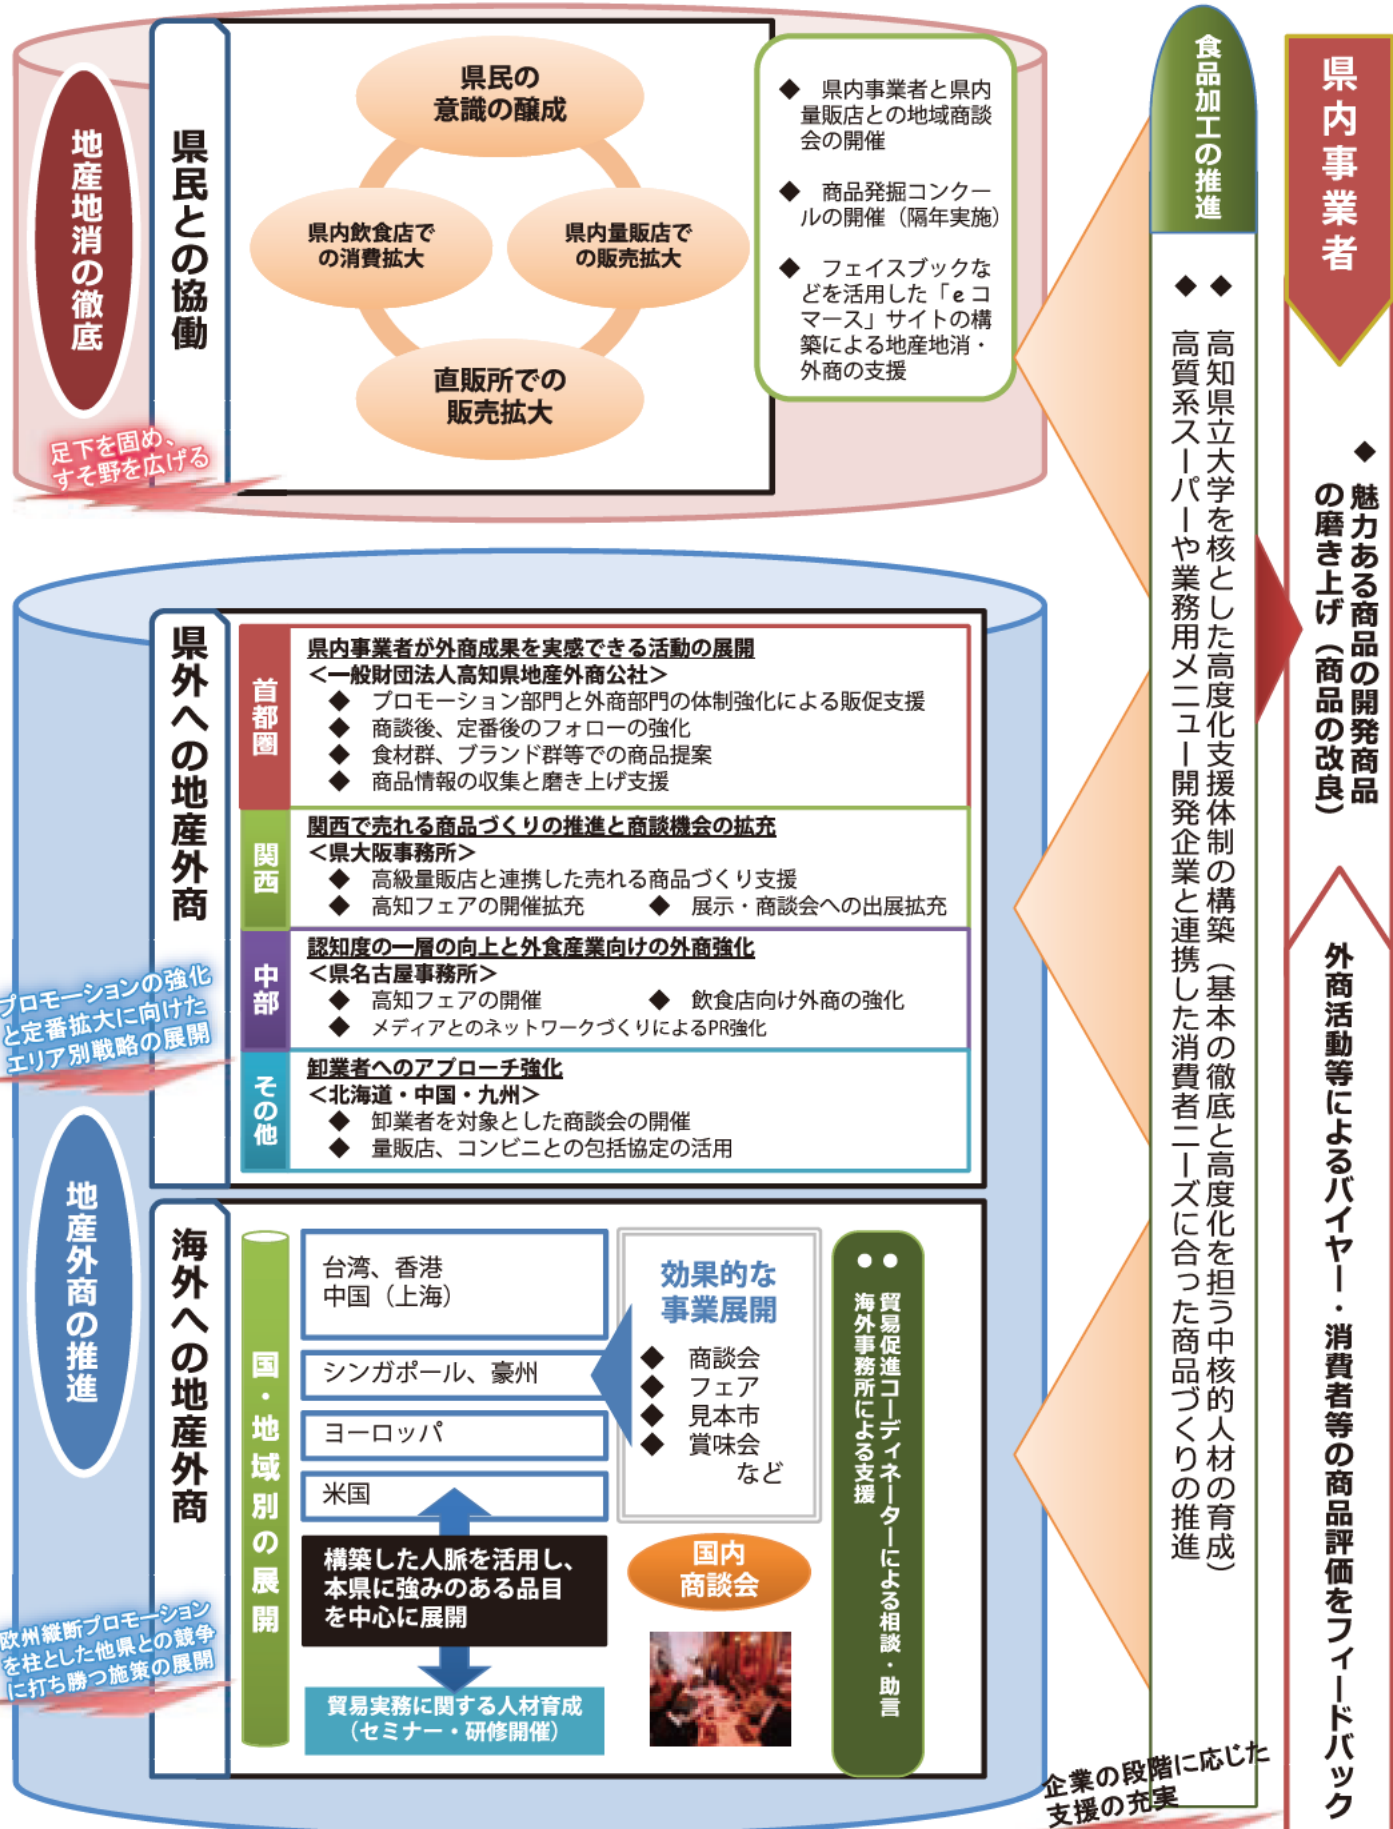 地産地消の徹底
足下を固め、
すそ野を広げる
県民との協働
県民の
意識の醸成
県内飲食店で
の消費拡大
県内量販店で
の販売拡大
直販所での
販売拡大
◆ 県内事業者と県内
量販店との地域商談
会の開催
◆ 商品発掘コンクー
ルの開催（隔年実施）
◆ フェイスブックな
どを活用した「eコ
マース」サイトの構
築による地産地消・
外商の支援
県外への地産外商
プロモーションの強化
と定番拡大に向けた
エリア別戦略の展開
首都圏
県内事業者が外商成果を実感できる活動の展開
＜一般財団法人高知県地産外商公社＞
◆ プロモーション部門と外商部門の体制強化による販促支援
◆ 商談後、定番後のフォローの強化
◆ 食材群、ブランド群等での商品提案
◆ 商品情報の収集と磨き上げ支援
関西
関西で売れる商品づくりの推進と商談機会の拡充
＜県大阪事務所＞
◆ 高級量販店と連携した売れる商品づくり支援
◆ 高知フェアの開催拡充 ◆ 展示・商談会への出展拡充
中部
認知度の一層の向上と外食産業向けの外商強化
＜県名古屋事務所＞
◆ 高知フェアの開催 ◆ 飲食店向け外商の強化
◆ メディアとのネットワークづくりによるPR強化
その他
卸業者へのアプローチ強化
＜北海道・中国・九州＞
◆ 卸業者を対象とした商談会の開催
◆ 量販店、コンビニとの包括協定の活用
地産外商の推進
海外への地産外商
欧州縦断プロモーション
を柱とした他県との競争
に打ち勝つ施策の展開
国・地域別の展開
台湾、香港
中国（上海）
シンガポール、豪州
ヨーロッパ
米国
構築した人脈を活用し、
本県に強みのある品目
を中心に展開
貿易実務に関する人材育成
（セミナー・研修開催）
効果的な
事業展開
◆ 商談会
◆ フェア
◆ 見本市
◆ 賞味会
など
国内
商談会
● 貿易促進コーディネーターによる相談・助言
● 海外事務所による支援
食品加工の推進
◆ 高知県立大学を核とした高度化支援体制の構築（基本の徹底と高度化を担う中核的人材の育成）
◆ 高質系スーパーや業務用メニュー開発企業と連携した消費者ニーズに合った商品づくりの推進
企業の段階に応じた
支援の充実
県内事業者
◆ 魅力ある商品の開発商品
の磨き上げ（商品の改良）
外商活動等によるバイヤー・消費者等の商品評価をフィードバック